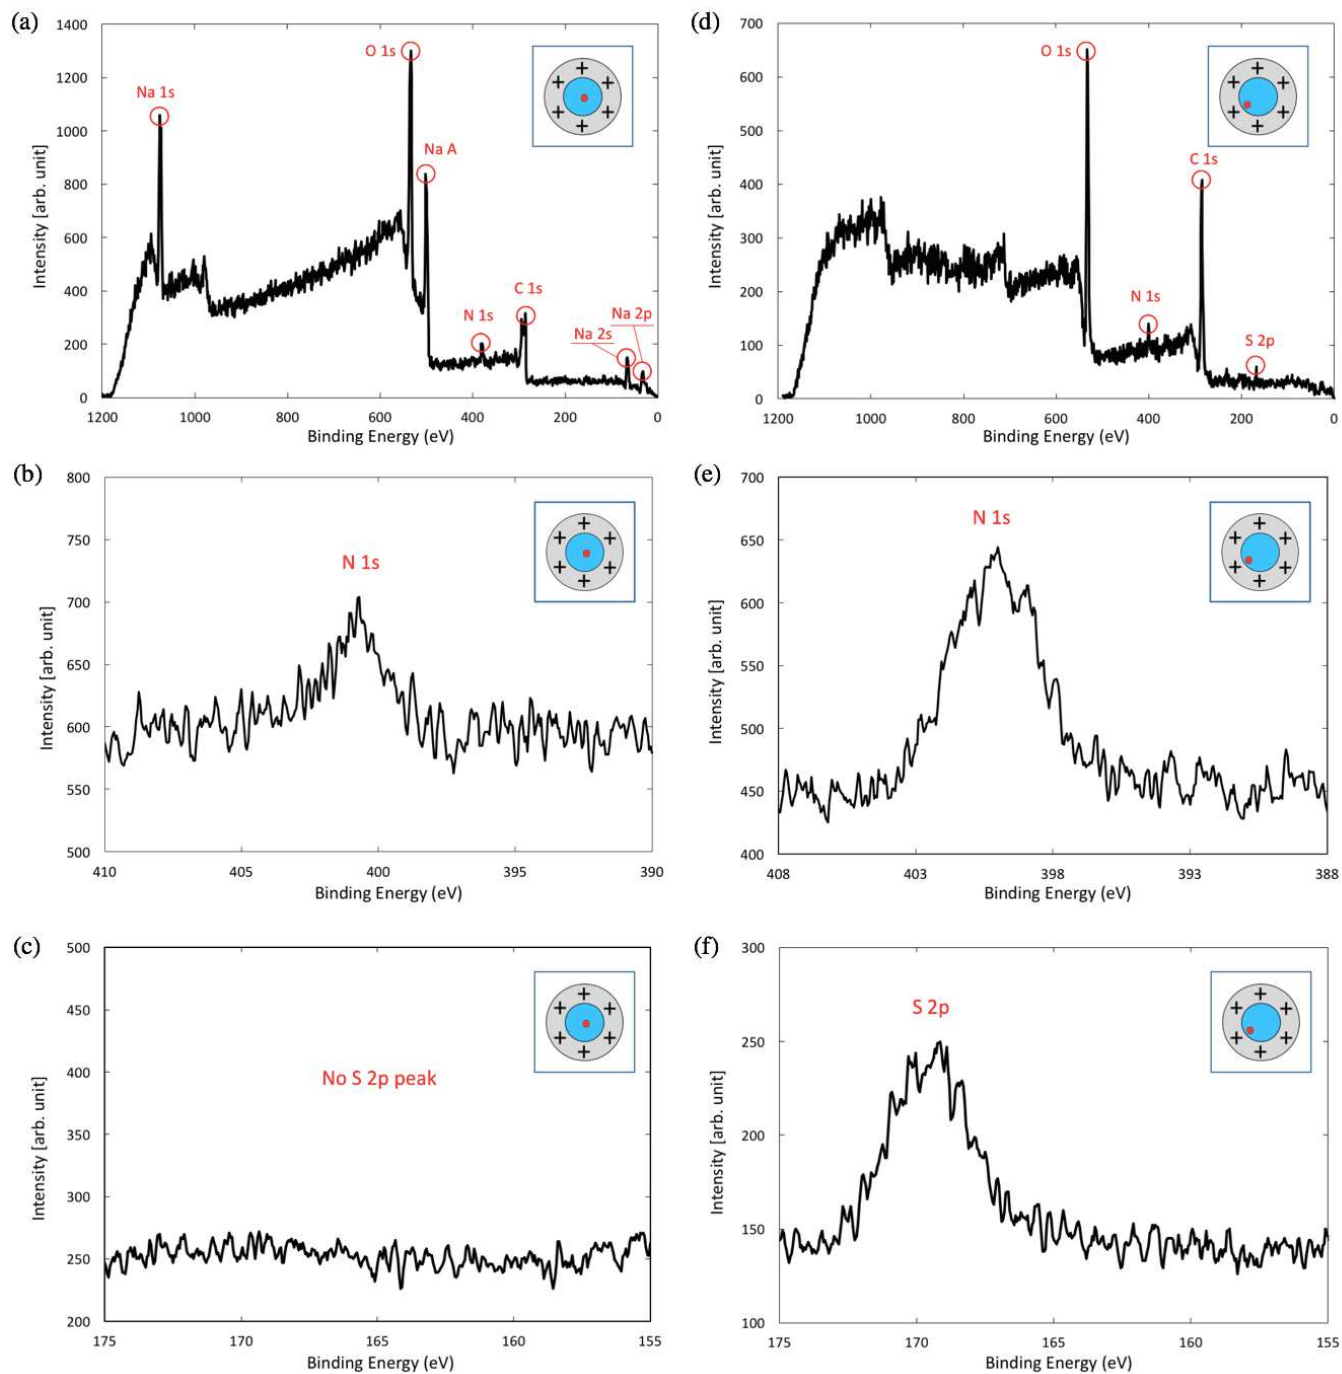 (a)
1400
1200
1000
800
600
400
200
0
Intensity [arb. unit]
Na 1s
O 1s
Na A
N 1s
C 1s
Na 2s
Na 2p
+ + + + + +
1200 1000 800 600 400 200 0
Binding Energy (eV)
(d)
700
600
500
400
300
200
100
0
Intensity [arb. unit]
O 1s
C 1s
N 1s
S 2p
+ + + + + +
1200 1000 800 600 400 200 0
Binding Energy (eV)
(b)
800
750
700
650
600
550
500
Intensity [arb. unit]
N 1s
+ + + + + +
410 405 400 395 390
Binding Energy (eV)
(e)
700
650
600
550
500
450
400
Intensity [arb. unit]
N 1s
+ + + + + +
408 403 398 393 388
Binding Energy (eV)
(c)
500
450
400
350
300
250
200
Intensity [arb. unit]
No S 2p peak
+ + + + + +
175 170 165 160 155
Binding Energy (eV)
(f)
300
250
200
150
100
Intensity [arb. unit]
S 2p
+ + + + + +
175 170 165 160 155
Binding Energy (eV)